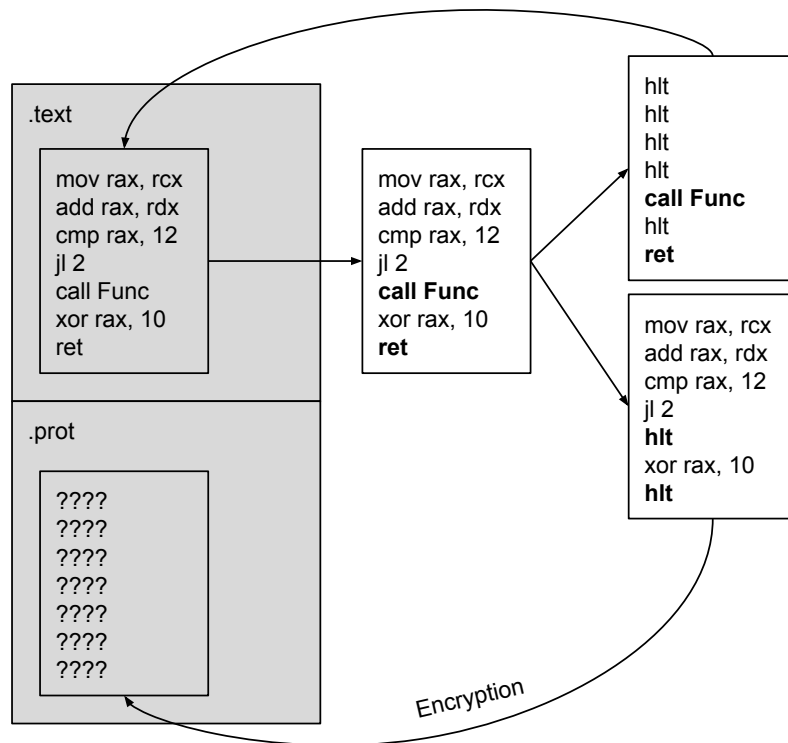 .text
mov rax, rcx
add rax, rdx
cmp rax, 12
jl 2
call Func
xor rax, 10
ret
.prot
????
????
????
????
????
????
????
mov rax, rcx
add rax, rdx
cmp rax, 12
jl 2
call Func
xor rax, 10
ret
hlt
hlt
hlt
hlt
call Func
hlt
ret
mov rax, rcx
add rax, rdx
cmp rax, 12
jl 2
hlt
xor rax, 10
hlt
Encryption